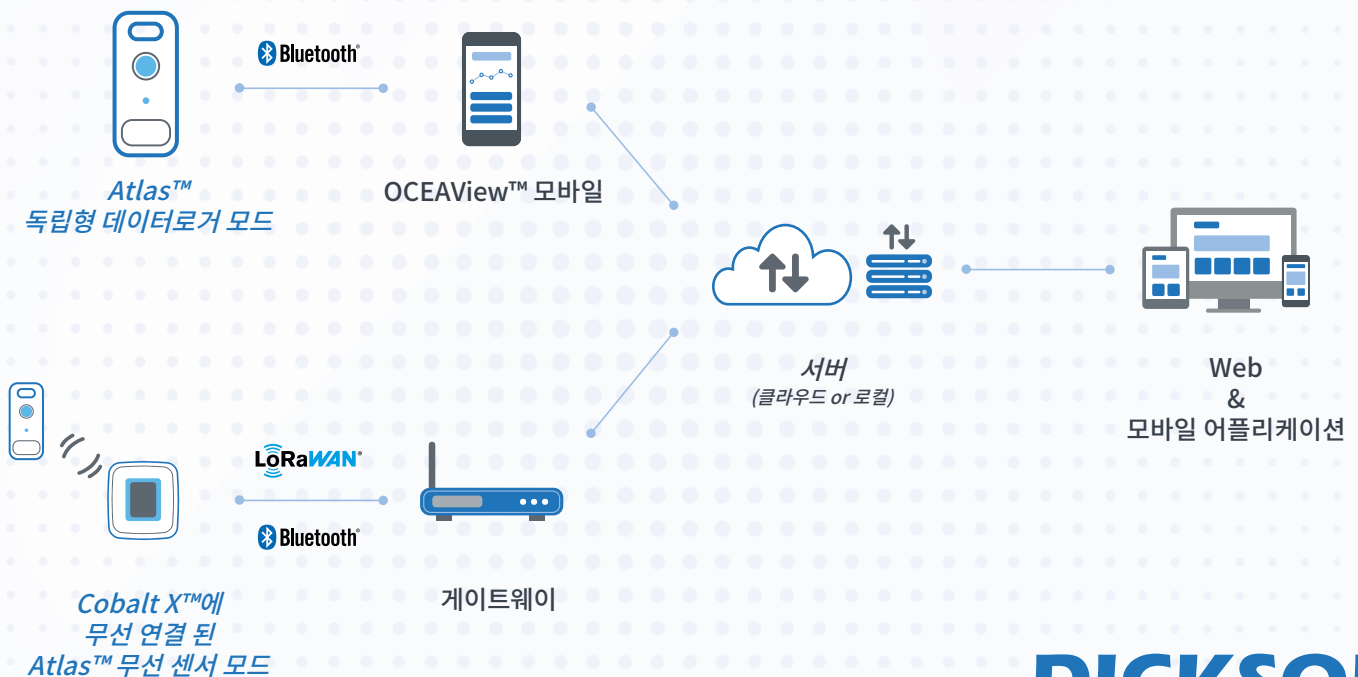 Bluetooth®
Atlas™
독립형 데이터로거 모드
OCEAView™ 모바일
서버
(클라우드 or 로컬)
Web
&
모바일 어플리케이션
LoRaWAN®
Bluetooth®
Cobalt X™에
무선 연결 된
Atlas™ 무선 센서 모드
게이트웨이